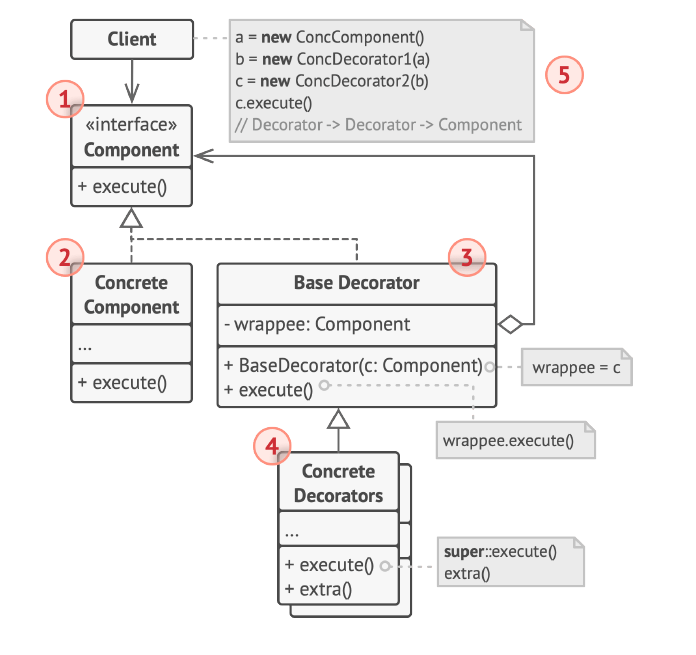 Client
a = new ConcComponent()
b = new ConcDecorator1(a)
c = new ConcDecorator2(b)
c.execute()
// Decorator -> Decorator -> Component
5
1
«interface»
Component
+ execute()
2
Concrete
Component
...
+ execute()
3
Base Decorator
- wrappee: Component
+ BaseDecorator(c: Component)
+ execute()
wrappee = c
wrappee.execute()
4
Concrete
Decorators
...
+ execute()
+ extra()
super::execute()
extra()